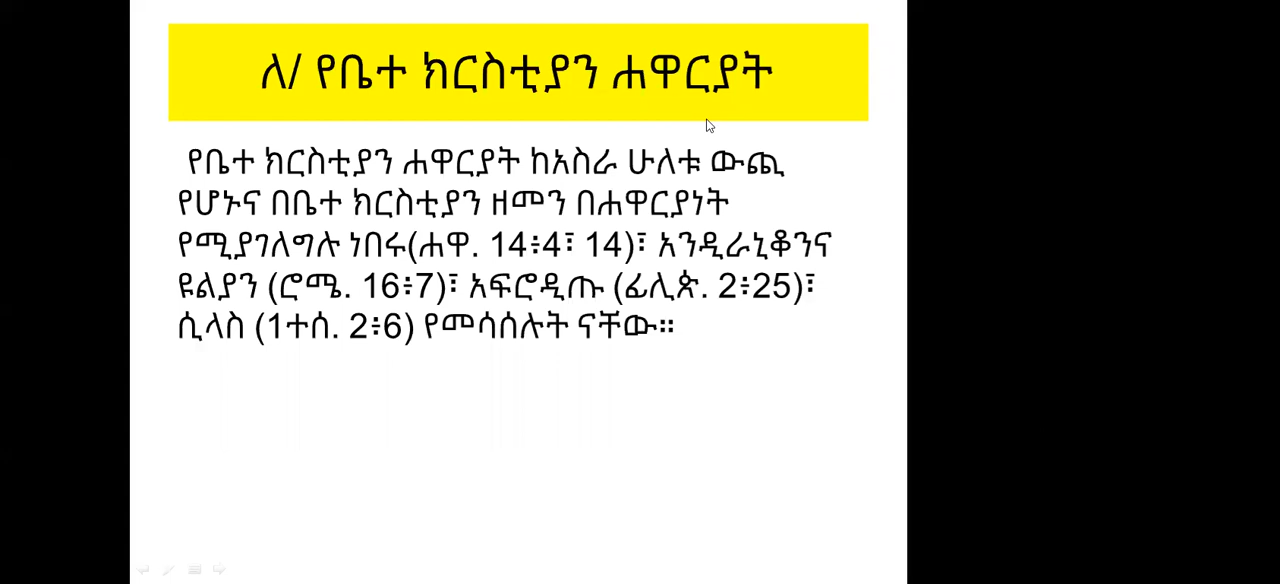 ለ/ የቤተ ክርስቲያን ሐዋርያት
የቤተ ክርስቲያን ሐዋርያት ከአስራ ሁለቱ ውጪ
የሆኑና በቤተ ክርስቲያን ዘመን በሐዋርያነት
የሚያገለግሉ ነበሩ(ሐዋ. 14፥4፣ 14)፣ አንዲራኒቆንና
ዩልያን (ሮሜ. 16፥7)፣ አፍሮዲጡ (ፊሊጵ. 2፥25)፣
ሲላስ (1ተሰ. 2፥6) የመሳሰሉት ናቸው።